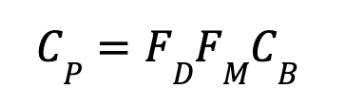 C_P = F_D F_M C_B